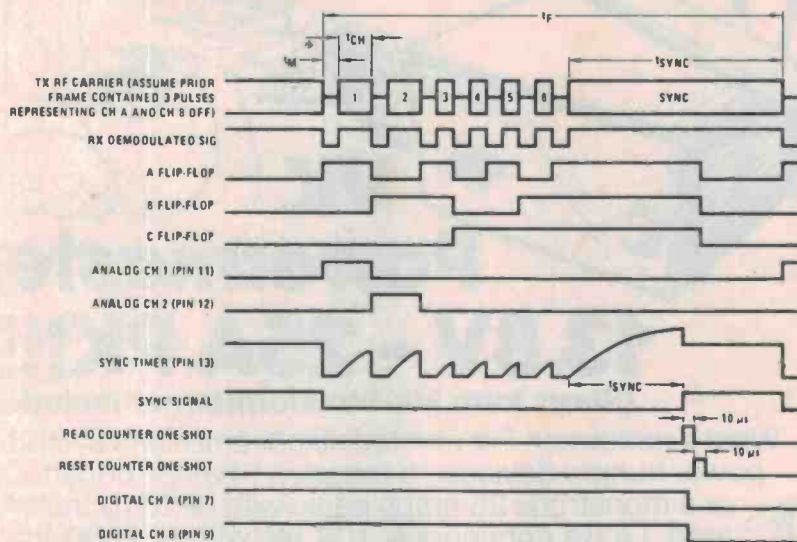 tF
tCH
tM
tSYNC
TX RF CARRIER (ASSUME PRIOR
FRAME CONTAINED 3 PULSES
REPRESENTING CH A AND CH B OFF)
1 2 3 4 5 6 SYNC
RX DEMODULATED SIG
A FLIP-FLOP
B FLIP-FLOP
C FLIP-FLOP
ANALOG CH 1 (PIN 11)
ANALOG CH 2 (PIN 12)
SYNC TIMER (PIN 13)
tSYNC
SYNC SIGNAL
10 µs
READ COUNTER ONE-SHOT
10 µs
RESET COUNTER ONE-SHOT
DIGITAL CH A (PIN 7)
DIGITAL CH B (PIN 9)